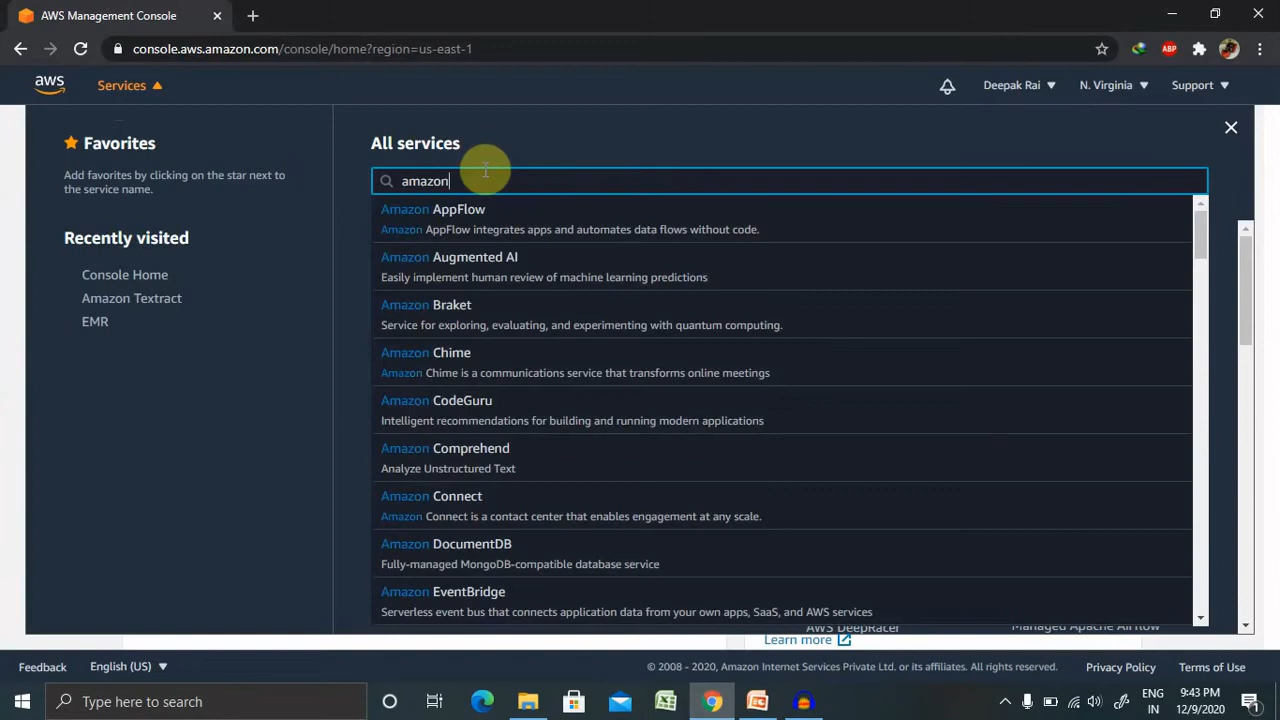 AWS Management Console
console.aws.amazon.com/console/home?region=us-east-1
ABP
aws
Services
Deepak Rai
N. Virginia
Support
Favorites
Add favorites by clicking on the star next to
the service name.
Recently visited
Console Home
Amazon Textract
EMR
All services
amazon
Amazon AppFlow
Amazon AppFlow integrates apps and automates data flows without code.
Amazon Augmented AI
Easily implement human review of machine learning predictions
Amazon Braket
Service for exploring, evaluating, and experimenting with quantum computing.
Amazon Chime
Amazon Chime is a communications service that transforms online meetings
Amazon CodeGuru
Intelligent recommendations for building and running modern applications
Amazon Comprehend
Analyze Unstructured Text
Amazon Connect
Amazon Connect is a contact center that enables engagement at any scale.
Amazon DocumentDB
Fully-managed MongoDB-compatible database service
Amazon EventBridge
Serverless event bus that connects application data from your own apps, SaaS, and AWS services
AWS DeepRacer
Managed Apache Airflow
Learn more
Feedback
English (US)
© 2008 - 2020, Amazon Internet Services Private Ltd. or its affiliates. All rights reserved.
Privacy Policy
Terms of Use
Type here to search
ENG
IN
9:43 PM
12/9/2020
1